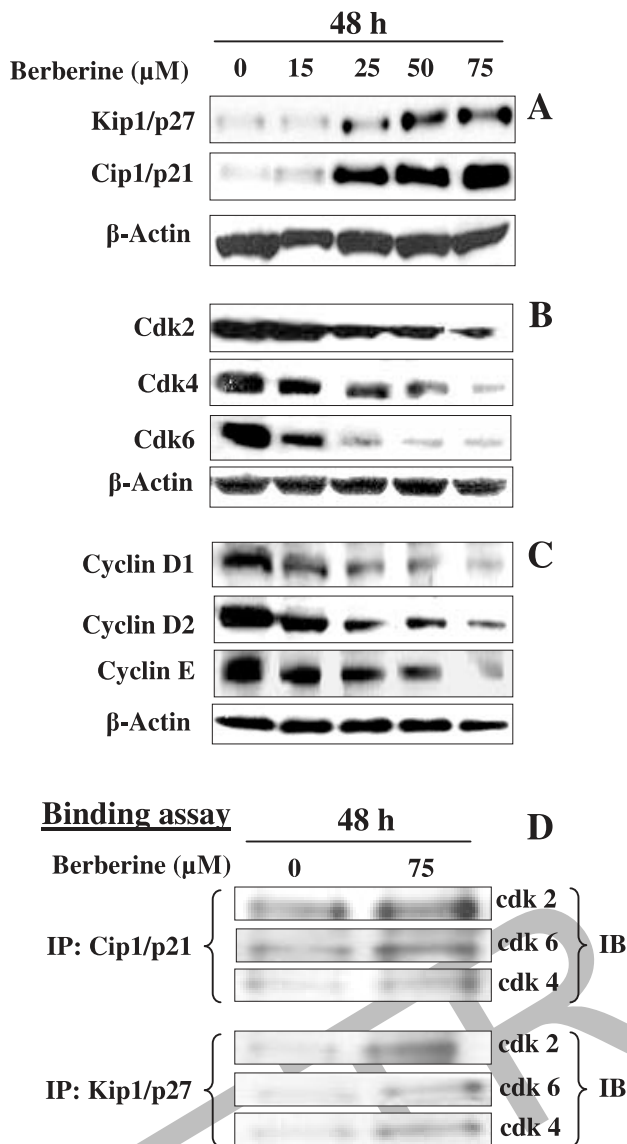 48 h
Berberine (µM) 0 15 25 50 75
Kip1/p27 A
Cip1/p21
β-Actin
Cdk2 B
Cdk4
Cdk6
β-Actin
Cyclin D1 C
Cyclin D2
Cyclin E
β-Actin
Binding assay 48 h D
Berberine (µM) 0 75
cdk 2
IP: Cip1/p21 cdk 6 IB
cdk 4
cdk 2
IP: Kip1/p27 cdk 6 IB
cdk 4